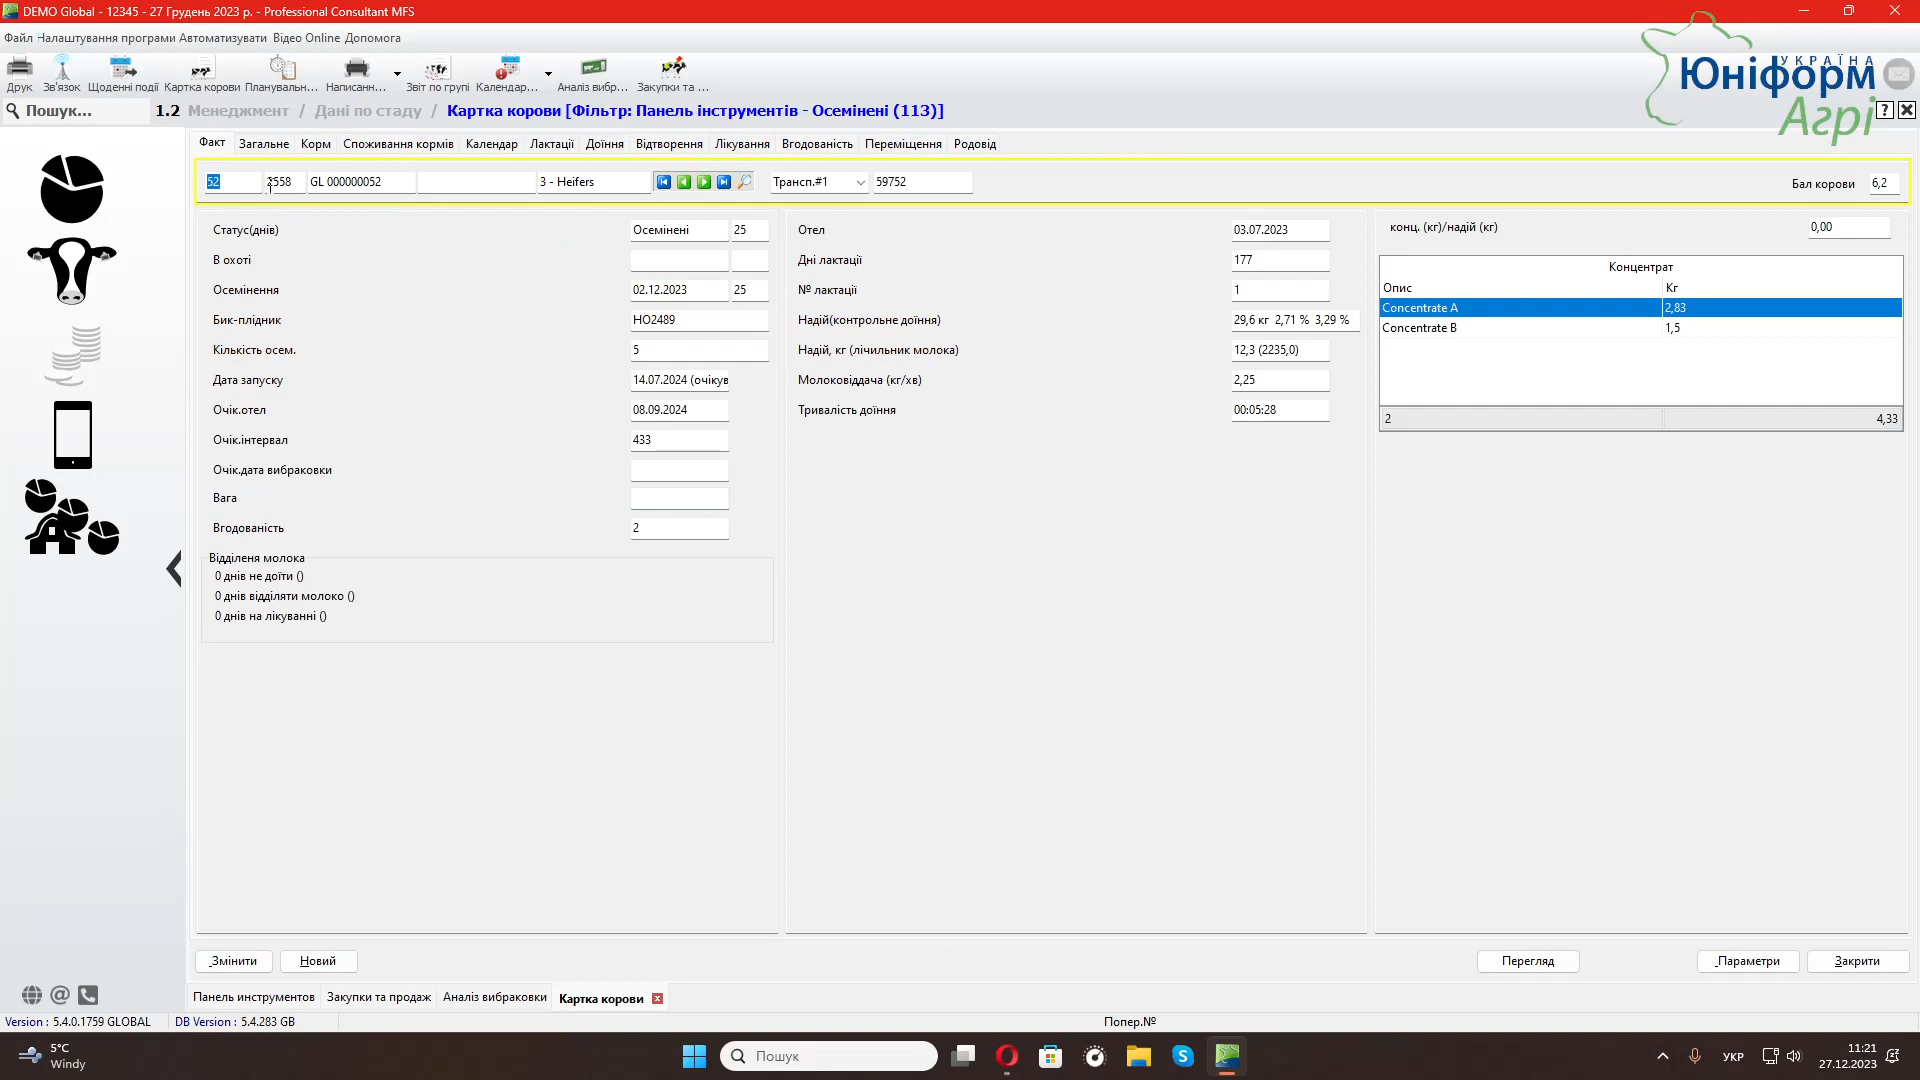 DEMO Global - 12345 - 27 Грудень 2023 р. - Professional Consultant MFS
Файл Налаштування програми Автоматизувати Відео Online Допомога
Друк Зв'язок Щоденні події Картка корови Планувальн... Написанн... Звіт по групі Календар... Аналіз вибр... Закупки та ...
УКРАЇНА
Юніформ
Агрі
Пошук... 1.2 Менеджмент / Дані по стаду / Картка корови [Фільтр: Панель інструментів - Осемінені (113)]
Факт Загальне Корм Споживання кормів Календар Лактації Доїння Відтворення Лікування Вгодованість Переміщення Родовід
52 3558 GL 000000052 3 - Heifers Трансп.#1 59752 Бал корови 6,2
Статус(днів) Осемінені 25
В охоті
Осемінення 02.12.2023 25
Бик-плідник HO2489
Кількість осем. 5
Дата запуску 14.07.2024 (очікув
Очік.отел 08.09.2024
Очік.інтервал 433
Очік.дата вибраковки
Вага
Вгодованість 2
Відділеня молока
0 днів не доїти ()
0 днів відділяти молоко ()
0 днів на лікуванні ()
Отел 03.07.2023
Дні лактації 177
№ лактації 1
Надій(контрольне доїння) 29,6 кг 2,71 % 3,29 %
Надій, кг (лічильник молока) 12,3 (2235,0)
Молоковіддача (кг/хв) 2,25
Тривалість доїння 00:05:28
конц. (кг)/надій (кг) 0,00
Концентрат
Опис Кг
Concentrate A 2,83
Concentrate B 1,5
2 4,33
Змінити Новий Перегляд Параметри Закрити
Панель инструментів Закупки та продаж Аналіз вибраковки Картка корови
Version : 5.4.0.1759 GLOBAL DB Version : 5.4.283 GB Попер.№
5°C
Windy
Пошук
УКР
11:21
27.12.2023